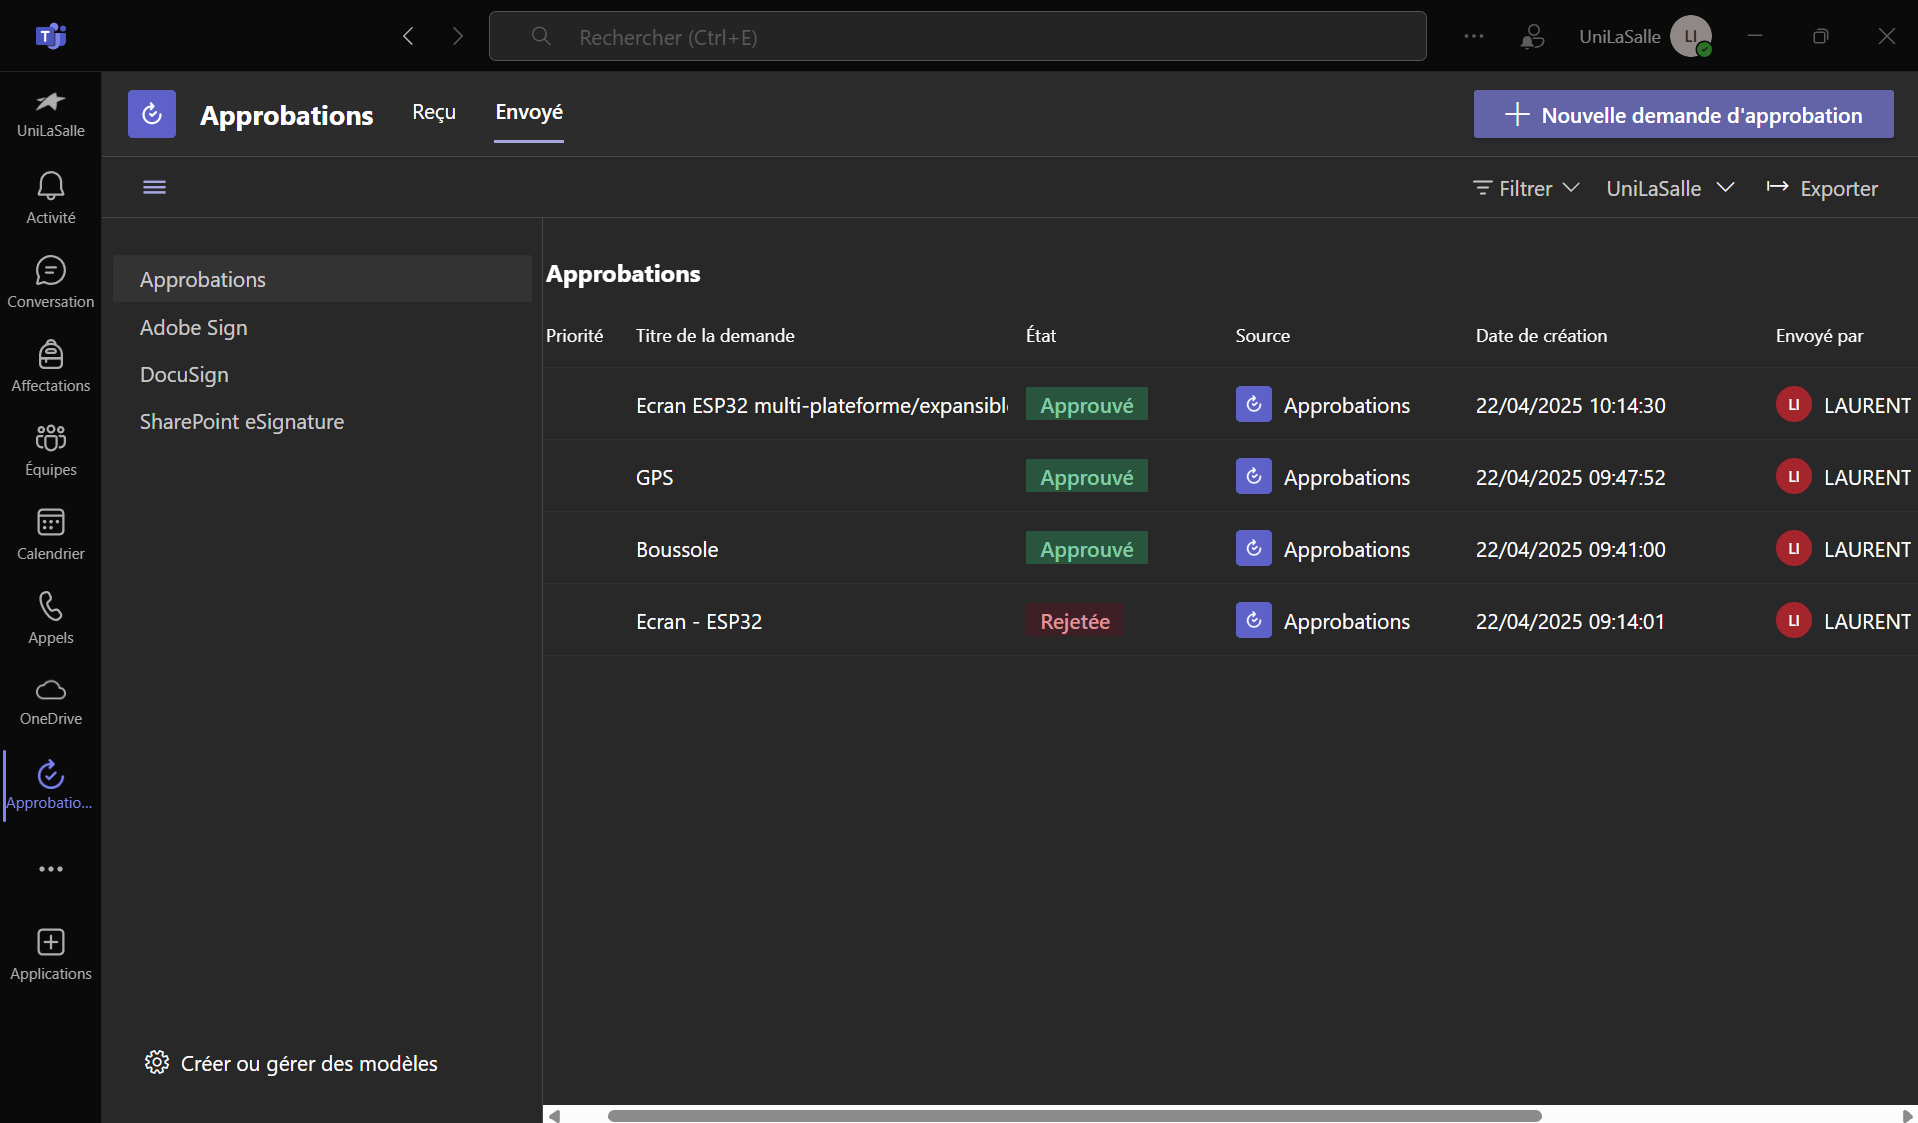 Rechercher (Ctrl+E)
UniLaSalle
LI
UniLaSalle
Activité
Conversation
Affectations
Équipes
Calendrier
Appels
OneDrive
Approbatio...
Applications
Approbations
Reçu
Envoyé
Nouvelle demande d'approbation
Filtrer
UniLaSalle
Exporter
Approbations
Adobe Sign
DocuSign
SharePoint eSignature
Créer ou gérer des modèles
Approbations
Priorité Titre de la demande État Source Date de création Envoyé par
Ecran ESP32 multi-plateforme/expansibl Approuvé Approbations 22/04/2025 10:14:30 LI LAURENT
GPS Approuvé Approbations 22/04/2025 09:47:52 LI LAURENT
Boussole Approuvé Approbations 22/04/2025 09:41:00 LI LAURENT
Ecran - ESP32 Rejetée Approbations 22/04/2025 09:14:01 LI LAURENT